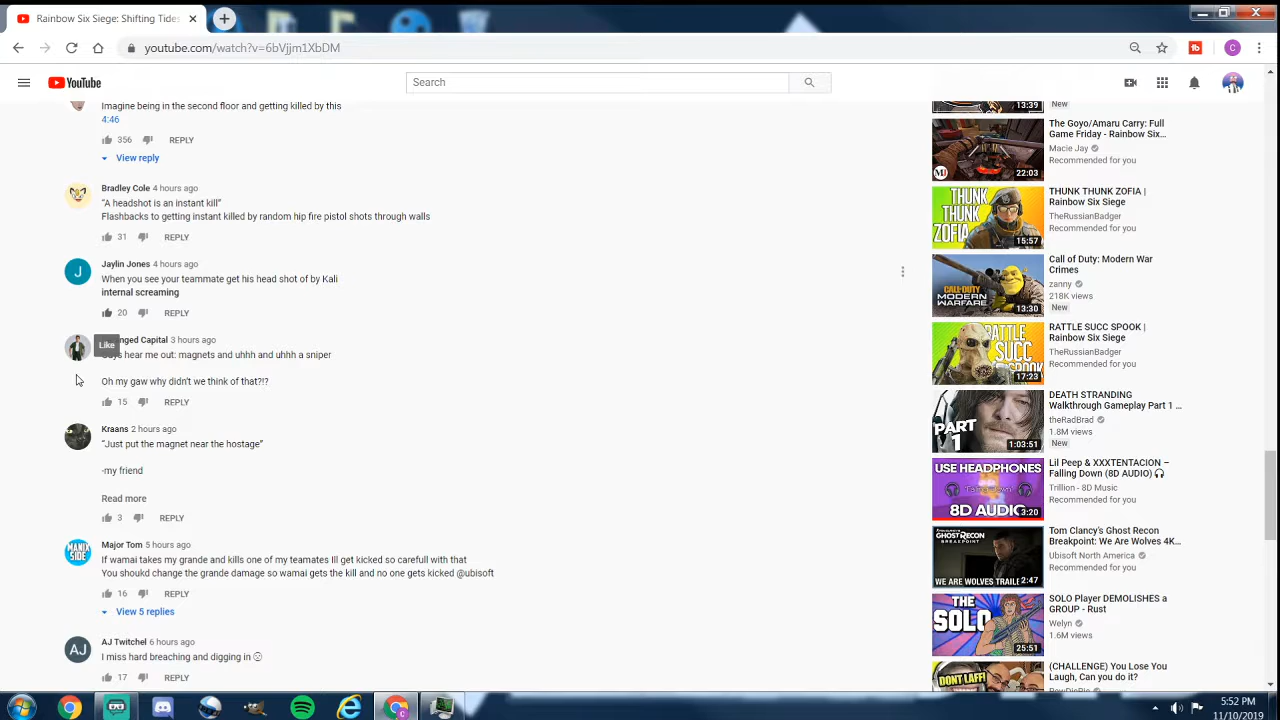 Rainbow Six Siege: Shifting Tides
youtube.com/watch?v=6bVjjm1XbDM
C
YouTube
Search
Imagine being in the second floor and getting killed by this
4:46
356 REPLY
View reply
Bradley Cole 4 hours ago
“A headshot is an instant kill”
Flashbacks to getting instant killed by random hip fire pistol shots through walls
31 REPLY
J
Jaylin Jones 4 hours ago
When you see your teammate get his head shot of by Kali
internal screaming
20 REPLY
Like
nged Capital 3 hours ago
ys hear me out: magnets and uhhh and uhhh a sniper
Oh my gaw why didn't we think of that?!?
15 REPLY
Kraans 2 hours ago
“Just put the magnet near the hostage”
-my friend
Read more
3 REPLY
MANIX
SIDE
Major Tom 5 hours ago
If wamai takes my grande and kills one of my teamates Ill get kicked so carefull with that
You shoukd change the grande damage so wamai gets the kill and no one gets kicked @ubisoft
16 REPLY
View 5 replies
AJ
AJ Twitchel 6 hours ago
I miss hard breaching and digging in
17 REPLY
13:39
New
22:03
The Goyo/Amaru Carry: Full
Game Friday - Rainbow Six...
Macie Jay
Recommended for you
THUNK
THUNK
ZOFIA
15:57
THUNK THUNK ZOFIA |
Rainbow Six Siege
TheRussianBadger
Recommended for you
CALL OF DUTY
MODERN
WARFARE
13:30
Call of Duty: Modern War
Crimes
zanny
218K views
New
RATTLE
SUCC
SPOOK
17:23
RATTLE SUCC SPOOK |
Rainbow Six Siege
TheRussianBadger
Recommended for you
PART
1
1:03:51
DEATH STRANDING
Walkthrough Gameplay Part 1 ...
theRadBrad
1.8M views
New
USE HEADPHONES
8D AUDIO
3:20
Lil Peep & XXXTENTACION –
Falling Down (8D AUDIO)
Trillion - 8D Music
Recommended for you
GHOST RECON
BREAKPOINT
WE ARE WOLVES TRAILE
2:47
Tom Clancy's Ghost Recon
Breakpoint: We Are Wolves 4K...
Ubisoft North America
Recommended for you
THE
SOLO
25:51
SOLO Player DEMOLISHES a
GROUP - Rust
Welyn
1.6M views
DONT LAFF!
(CHALLENGE) You Lose You
Laugh, Can you do it?
PewDiePie
5:52 PM
11/10/2019